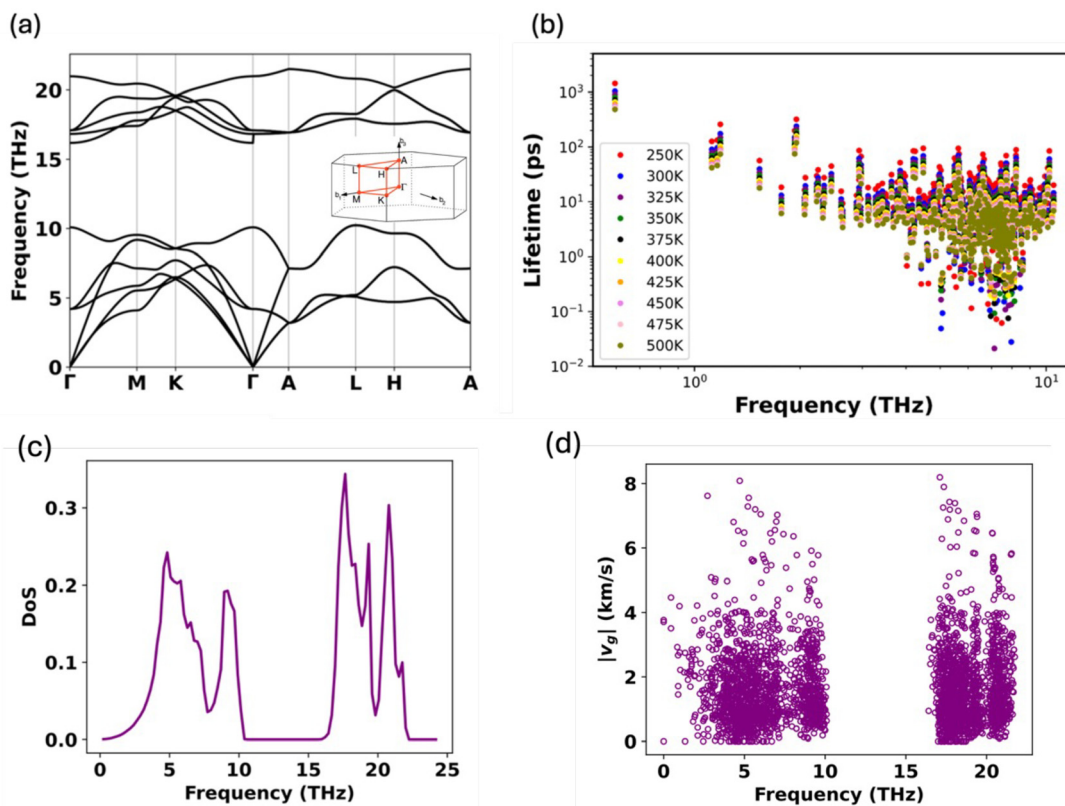 (a)
Frequency (THz)
20
15
10
5
0
Γ M K Γ A L H A
A
L
H
Γ
M
K
b₁
b₂
b₃
(b)
Lifetime (ps)
10³
10²
10¹
10⁰
10⁻¹
10⁻²
250K
300K
325K
350K
375K
400K
425K
450K
475K
500K
10⁰ 10¹
Frequency (THz)
(c)
DoS
0.3
0.2
0.1
0.0
0 5 10 15 20 25
Frequency (THz)
(d)
|v_g| (km/s)
8
6
4
2
0
0 5 10 15 20
Frequency (THz)